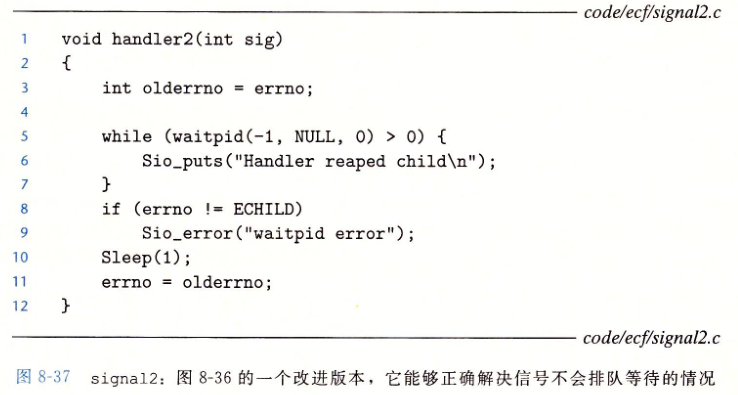 code/ecf/signal2.c
1 void handler2(int sig)
2 {
3 int olderrno = errno;
4
5 while (waitpid(-1, NULL, 0) > 0) {
6 Sio_puts("Handler reaped child\n");
7 }
8 if (errno != ECHILD)
9 Sio_error("waitpid error");
10 Sleep(1);
11 errno = olderrno;
12 }
code/ecf/signal2.c
图 8-37 signal2：图 8-36 的一个改进版本，它能够正确解决信号不会排队等待的情况